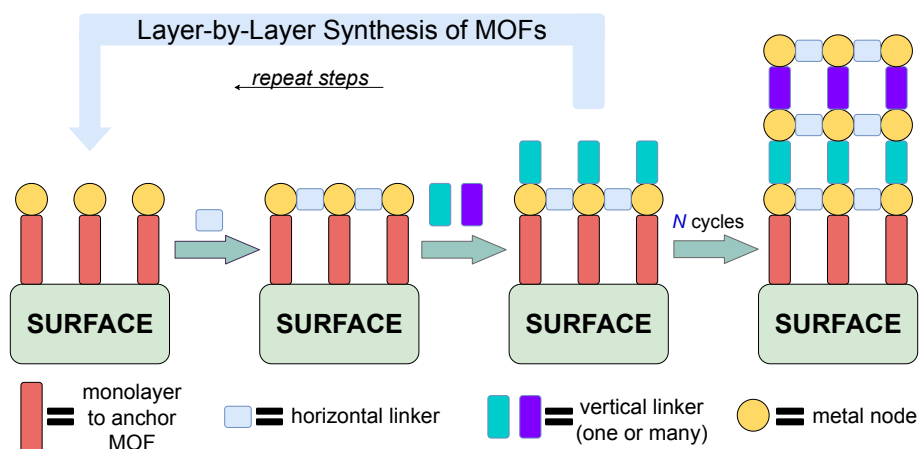 Layer-by-Layer Synthesis of MOFs
repeat steps
N cycles
SURFACE
SURFACE
SURFACE
SURFACE
monolayer
to anchor
MOF
horizontal linker
vertical linker
(one or many)
metal node